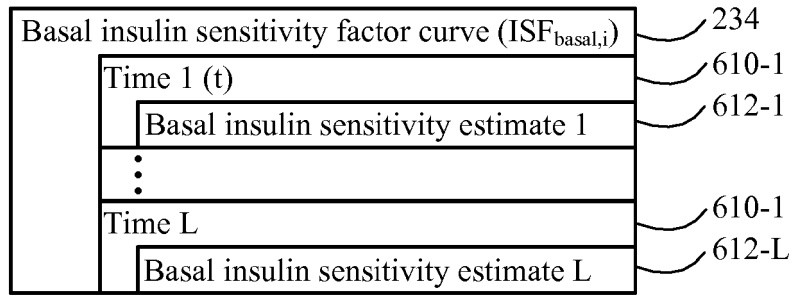 Basal insulin sensitivity factor curve (ISFbasal,i) 234
Time 1 (t) 610-1
Basal insulin sensitivity estimate 1 612-1
Time L 610-1
Basal insulin sensitivity estimate L 612-L